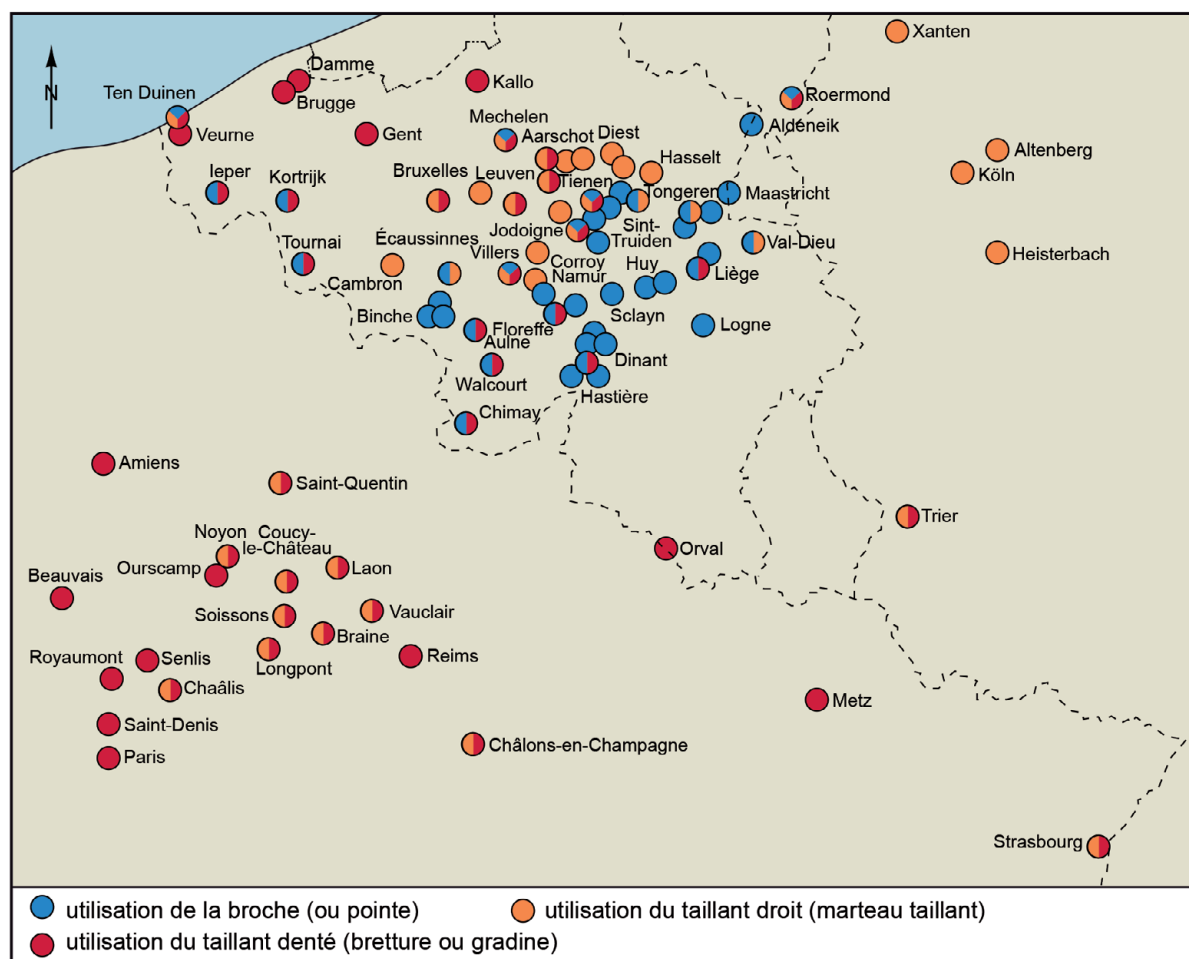 Xanten
Damme
Kallo
N
Ten Duinen
Brugge
Roermond
Mechelen
Veurne
Gent
Aldeneik
Aarschot
Diest
Altenberg
Ieper
Kortrijk
Bruxelles
Leuven
Hasselt
Köln
Tienen
Tongeren
Maastricht
Jodoigne
Sint-
Truiden
Tournai
Écaussinnes
Villers
Val-Dieu
Corroy
Heisterbach
Cambron
Namur
Huy
Liège
Binche
Sclayn
Logne
Floreffe
Aulne
Dinant
Walcourt
Hastière
Chimay
Amiens
Saint-Quentin
Trier
Noyon
Coucy-
le-Château
Orval
Laon
Ourscamp
Beauvais
Soissons
Vauclair
Braine
Longpont
Reims
Royaumont
Senlis
Chaâlis
Metz
Saint-Denis
Châlons-en-Champagne
Paris
Strasbourg
utilisation de la broche (ou pointe)
utilisation du taillant droit (marteau taillant)
utilisation du taillant denté (bretture ou gradine)